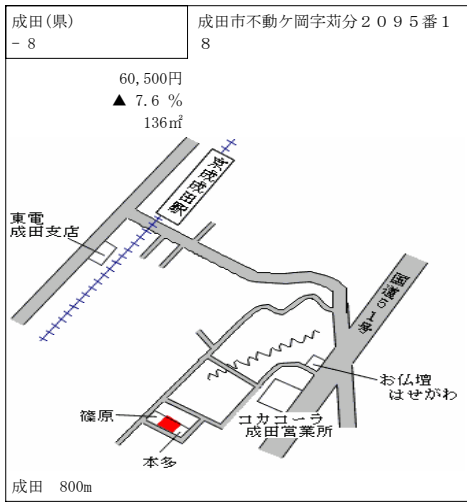 成田(県)
- 8
成田市不動ケ岡字苅分２０９５番１
８
60,500円
▲ 7.6 %
136㎡
京成成田駅
東電
成田支店
国道５１号
お仏壇
はせがわ
コカコーラ
成田営業所
篠原
本多
成田　800m